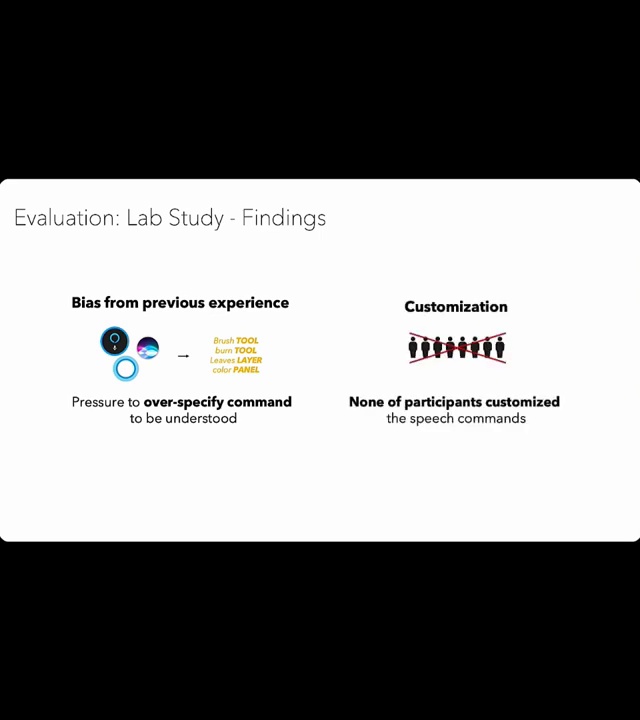 Evaluation: Lab Study - Findings
Bias from previous experience
Brush TOOL
burn TOOL
Leaves LAYER
color PANEL
Pressure to over-specify command
to be understood
Customization
None of participants customized
the speech commands